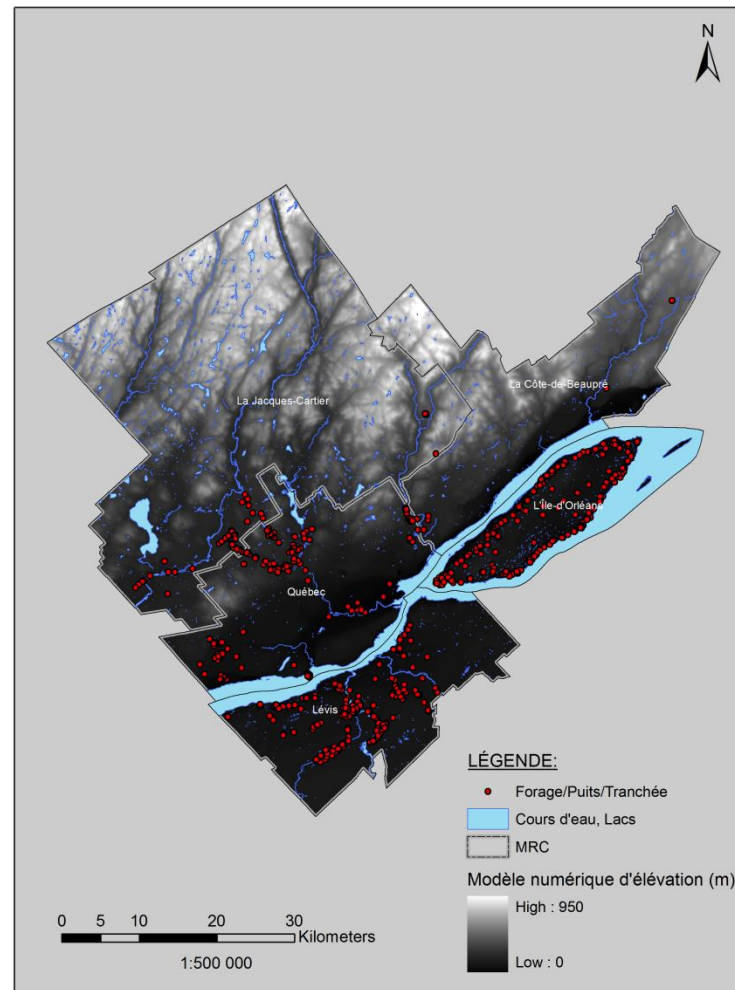 N
La Jacques-Cartier
La Côte-de-Beaupré
L'Île-d'Orléans
Québec
Lévis
LÉGENDE:
Forage/Puits/Tranchée
Cours d'eau, Lacs
MRC
Modèle numérique d'élévation (m)
High : 950
Low : 0
0 5 10 20 30
Kilometers
1:500 000